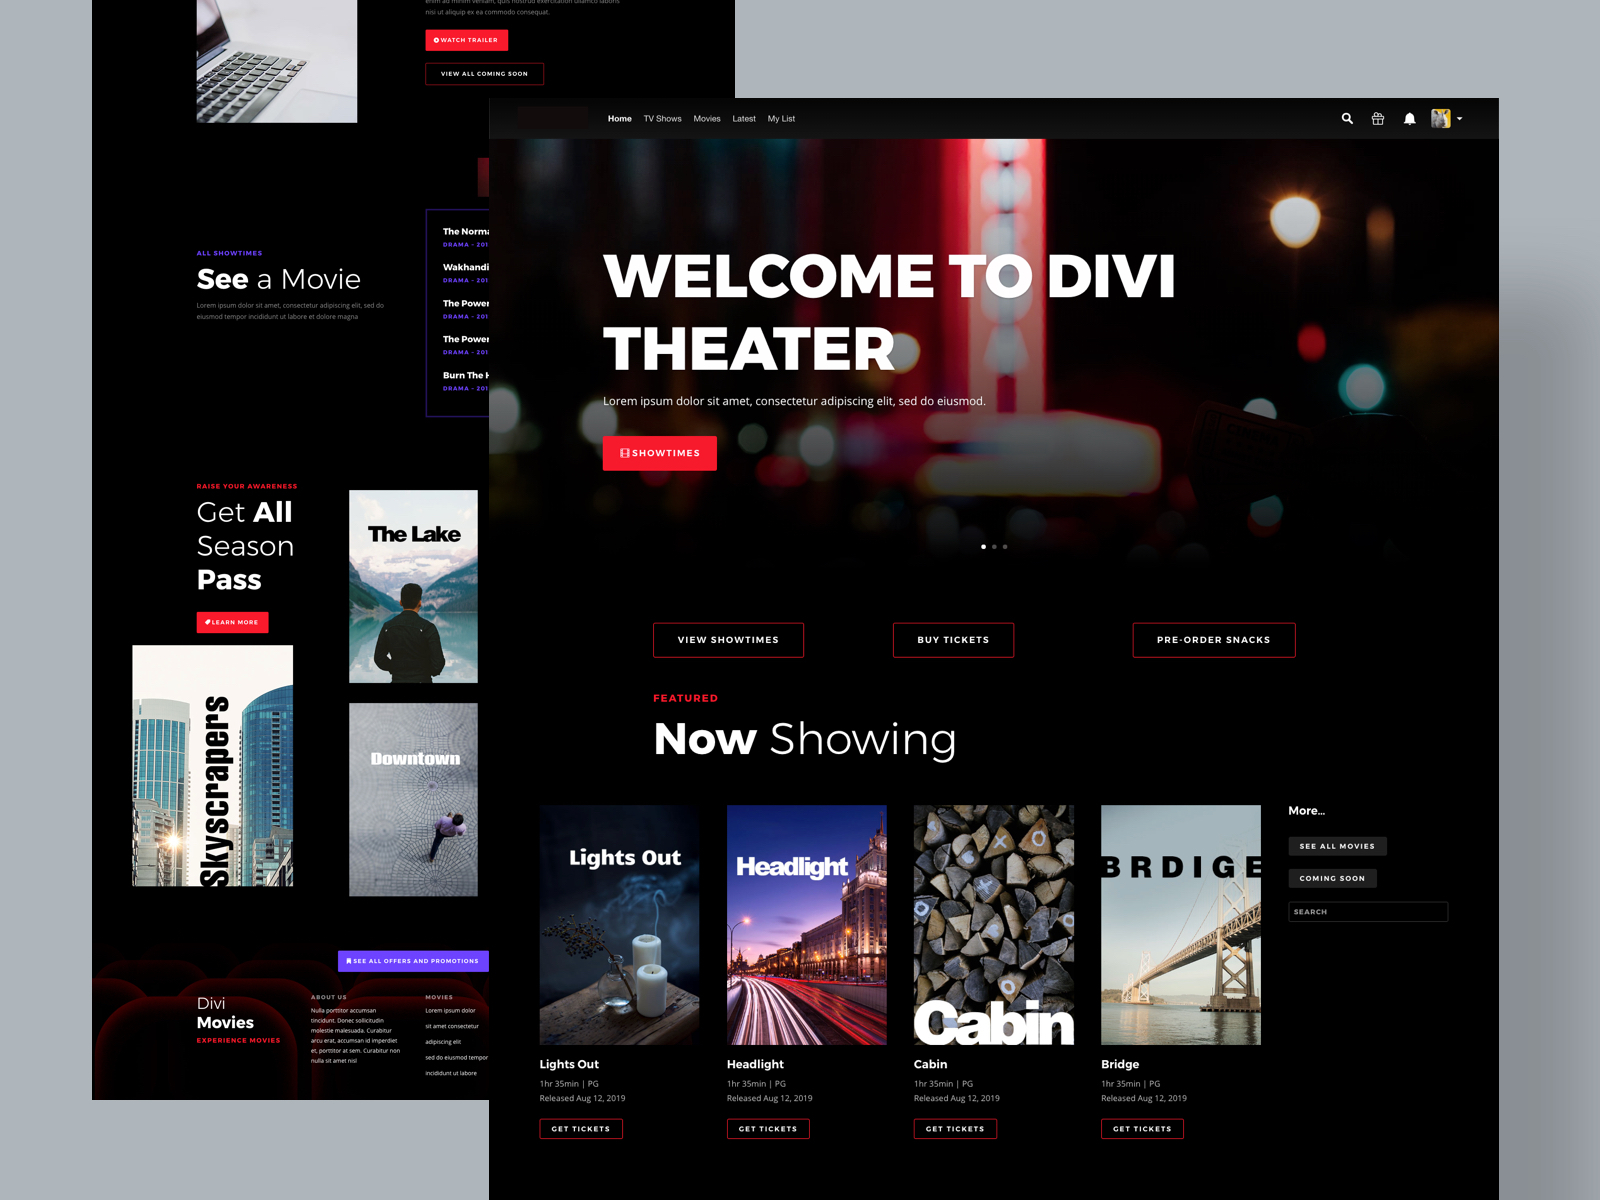 enim ad minim veniam, quis nostrud exercitation ullamco laboris
nisi ut aliquip ex ea commodo consequat.
WATCH TRAILER
VIEW ALL COMING SOON
ALL SHOWTIMES
See a Movie
Lorem ipsum dolor sit amet, consectetur adipiscing elit, sed do
eiusmod tempor incididunt ut labore et dolore magna
The Norma
DRAMA - 201
Wakhandi
DRAMA - 201
The Power
DRAMA - 201
The Power
DRAMA - 201
Burn The H
DRAMA - 201
RAISE YOUR AWARENESS
Get All
Season
Pass
LEARN MORE
The Lake
Skyscrapers
Downtown
SEE ALL OFFERS AND PROMOTIONS
Divi
Movies
EXPERIENCE MOVIES
ABOUT US
Nulla porttitor accumsan
tincidunt. Donec sollicitudin
molestie malesuada. Curabitur
arcu erat, accumsan id imperdiet
et, porttitor at sem. Curabitur non
nulla sit amet nisl
MOVIES
Lorem ipsum dolor
sit amet consectetur
adipiscing elit
sed do eiusmod tempor
incididunt ut labore
Home TV Shows Movies Latest My List
WELCOME TO DIVI
THEATER
Lorem ipsum dolor sit amet, consectetur adipiscing elit, sed do eiusmod.
SHOWTIMES
VIEW SHOWTIMES
BUY TICKETS
PRE-ORDER SNACKS
FEATURED
Now Showing
Lights Out
Headlight
Cabin
BRDIGE
Lights Out
1hr 35min | PG
Released Aug 12, 2019
GET TICKETS
Headlight
1hr 35min | PG
Released Aug 12, 2019
GET TICKETS
Cabin
1hr 35min | PG
Released Aug 12, 2019
GET TICKETS
Bridge
1hr 35min | PG
Released Aug 12, 2019
GET TICKETS
More...
SEE ALL MOVIES
COMING SOON
SEARCH